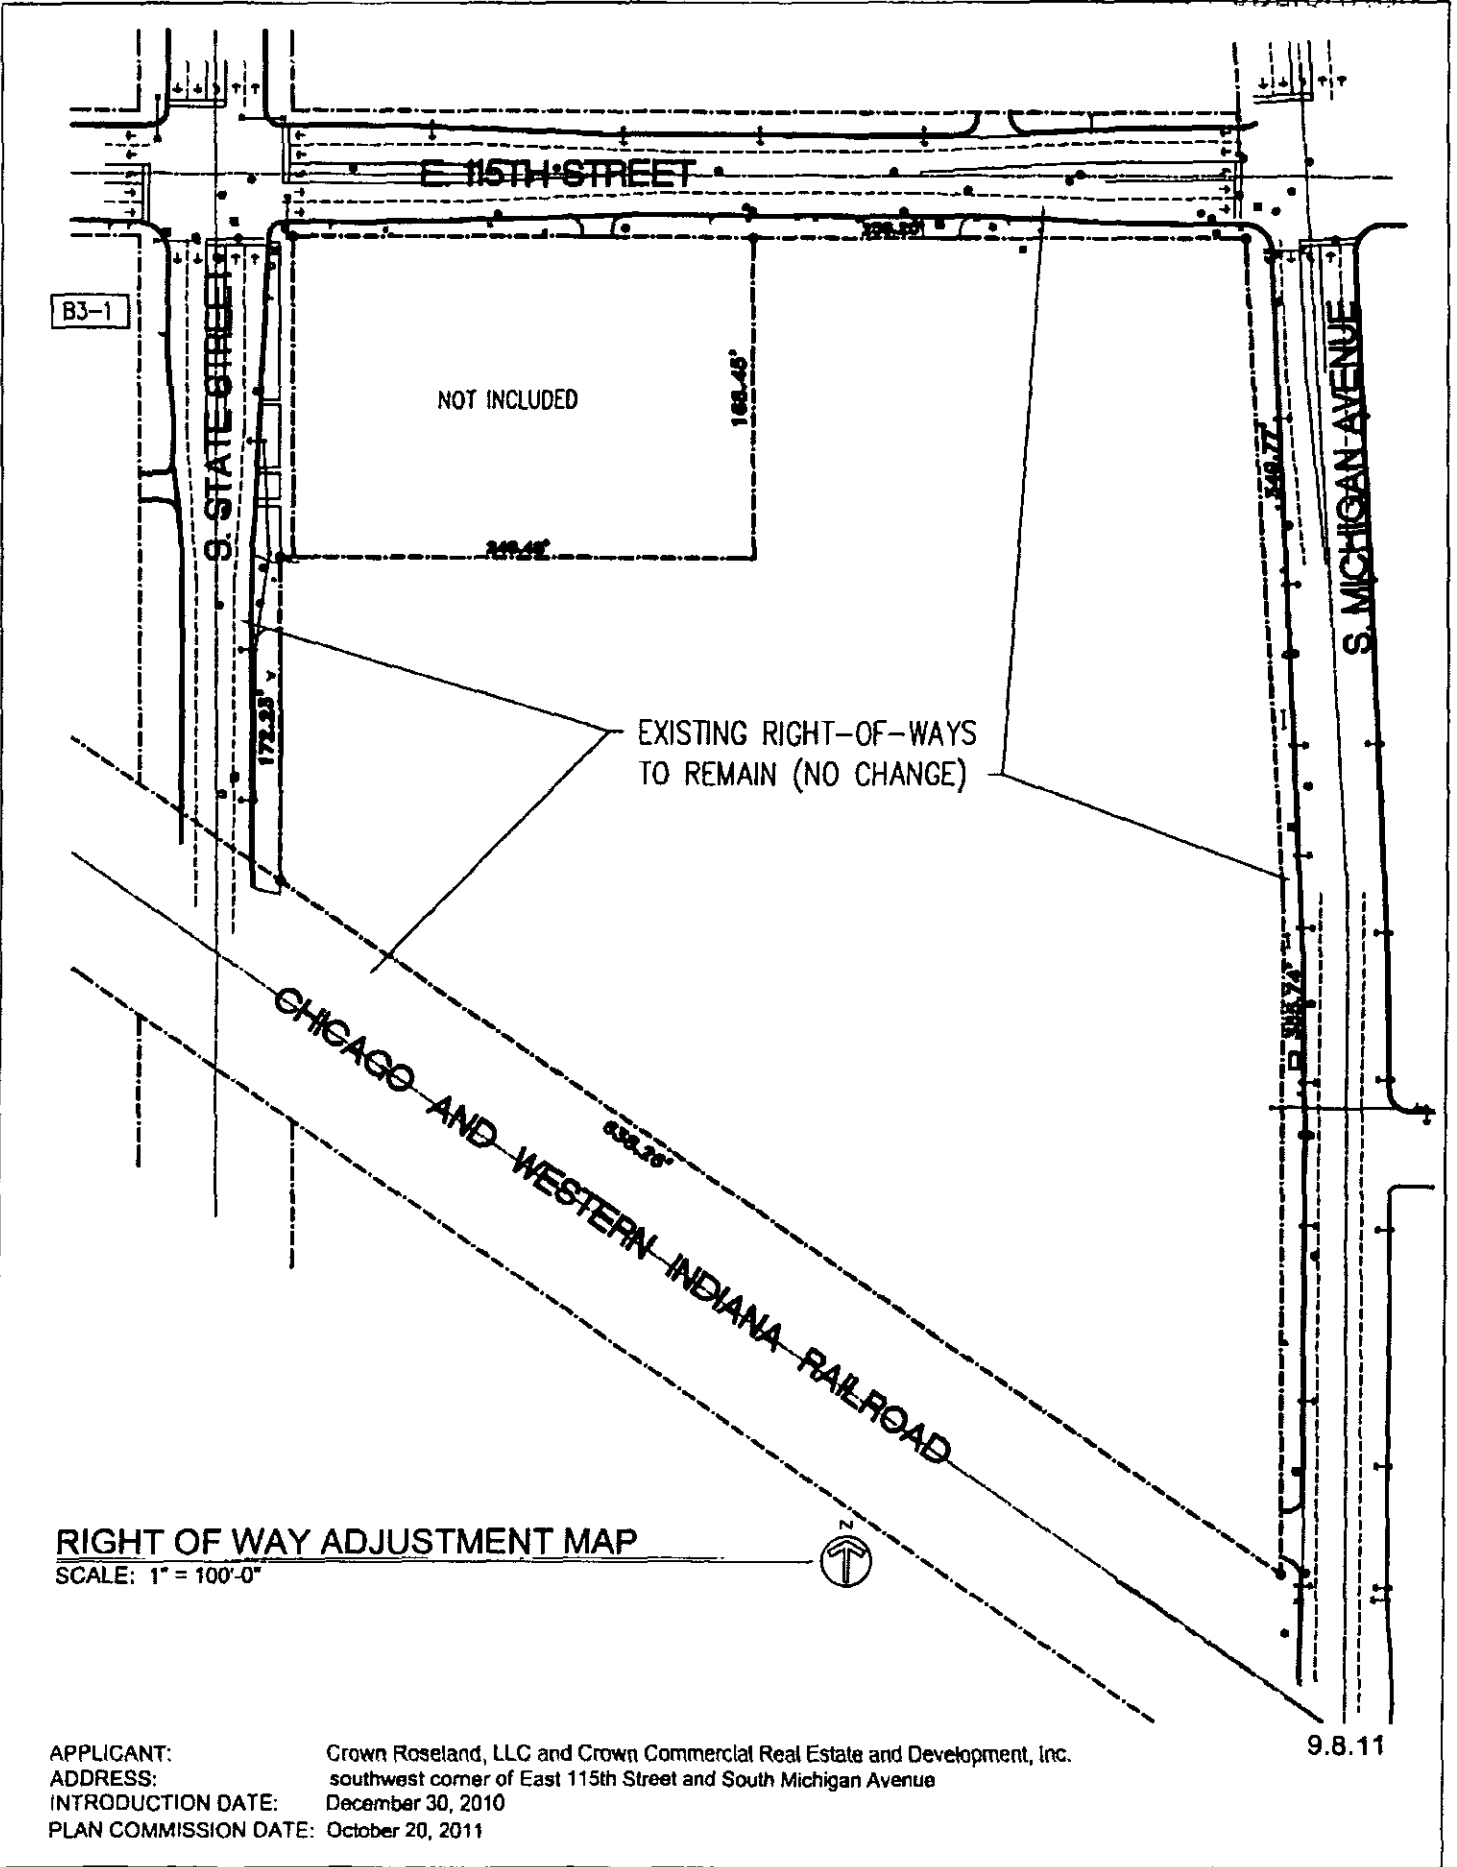 E. 115TH STREET
B3-1
S. STATE STREET
NOT INCLUDED
168.45'
S. MICHIGAN AVENUE
340.77'
172.23'
EXISTING RIGHT-OF-WAYS
TO REMAIN (NO CHANGE)
CHICAGO AND WESTERN INDIANA RAILROAD
RIGHT OF WAY ADJUSTMENT MAP
SCALE: 1" = 100'-0"
N
9.8.11
APPLICANT: Crown Roseland, LLC and Crown Commercial Real Estate and Development, Inc.
ADDRESS: southwest corner of East 115th Street and South Michigan Avenue
INTRODUCTION DATE: December 30, 2010
PLAN COMMISSION DATE: October 20, 2011